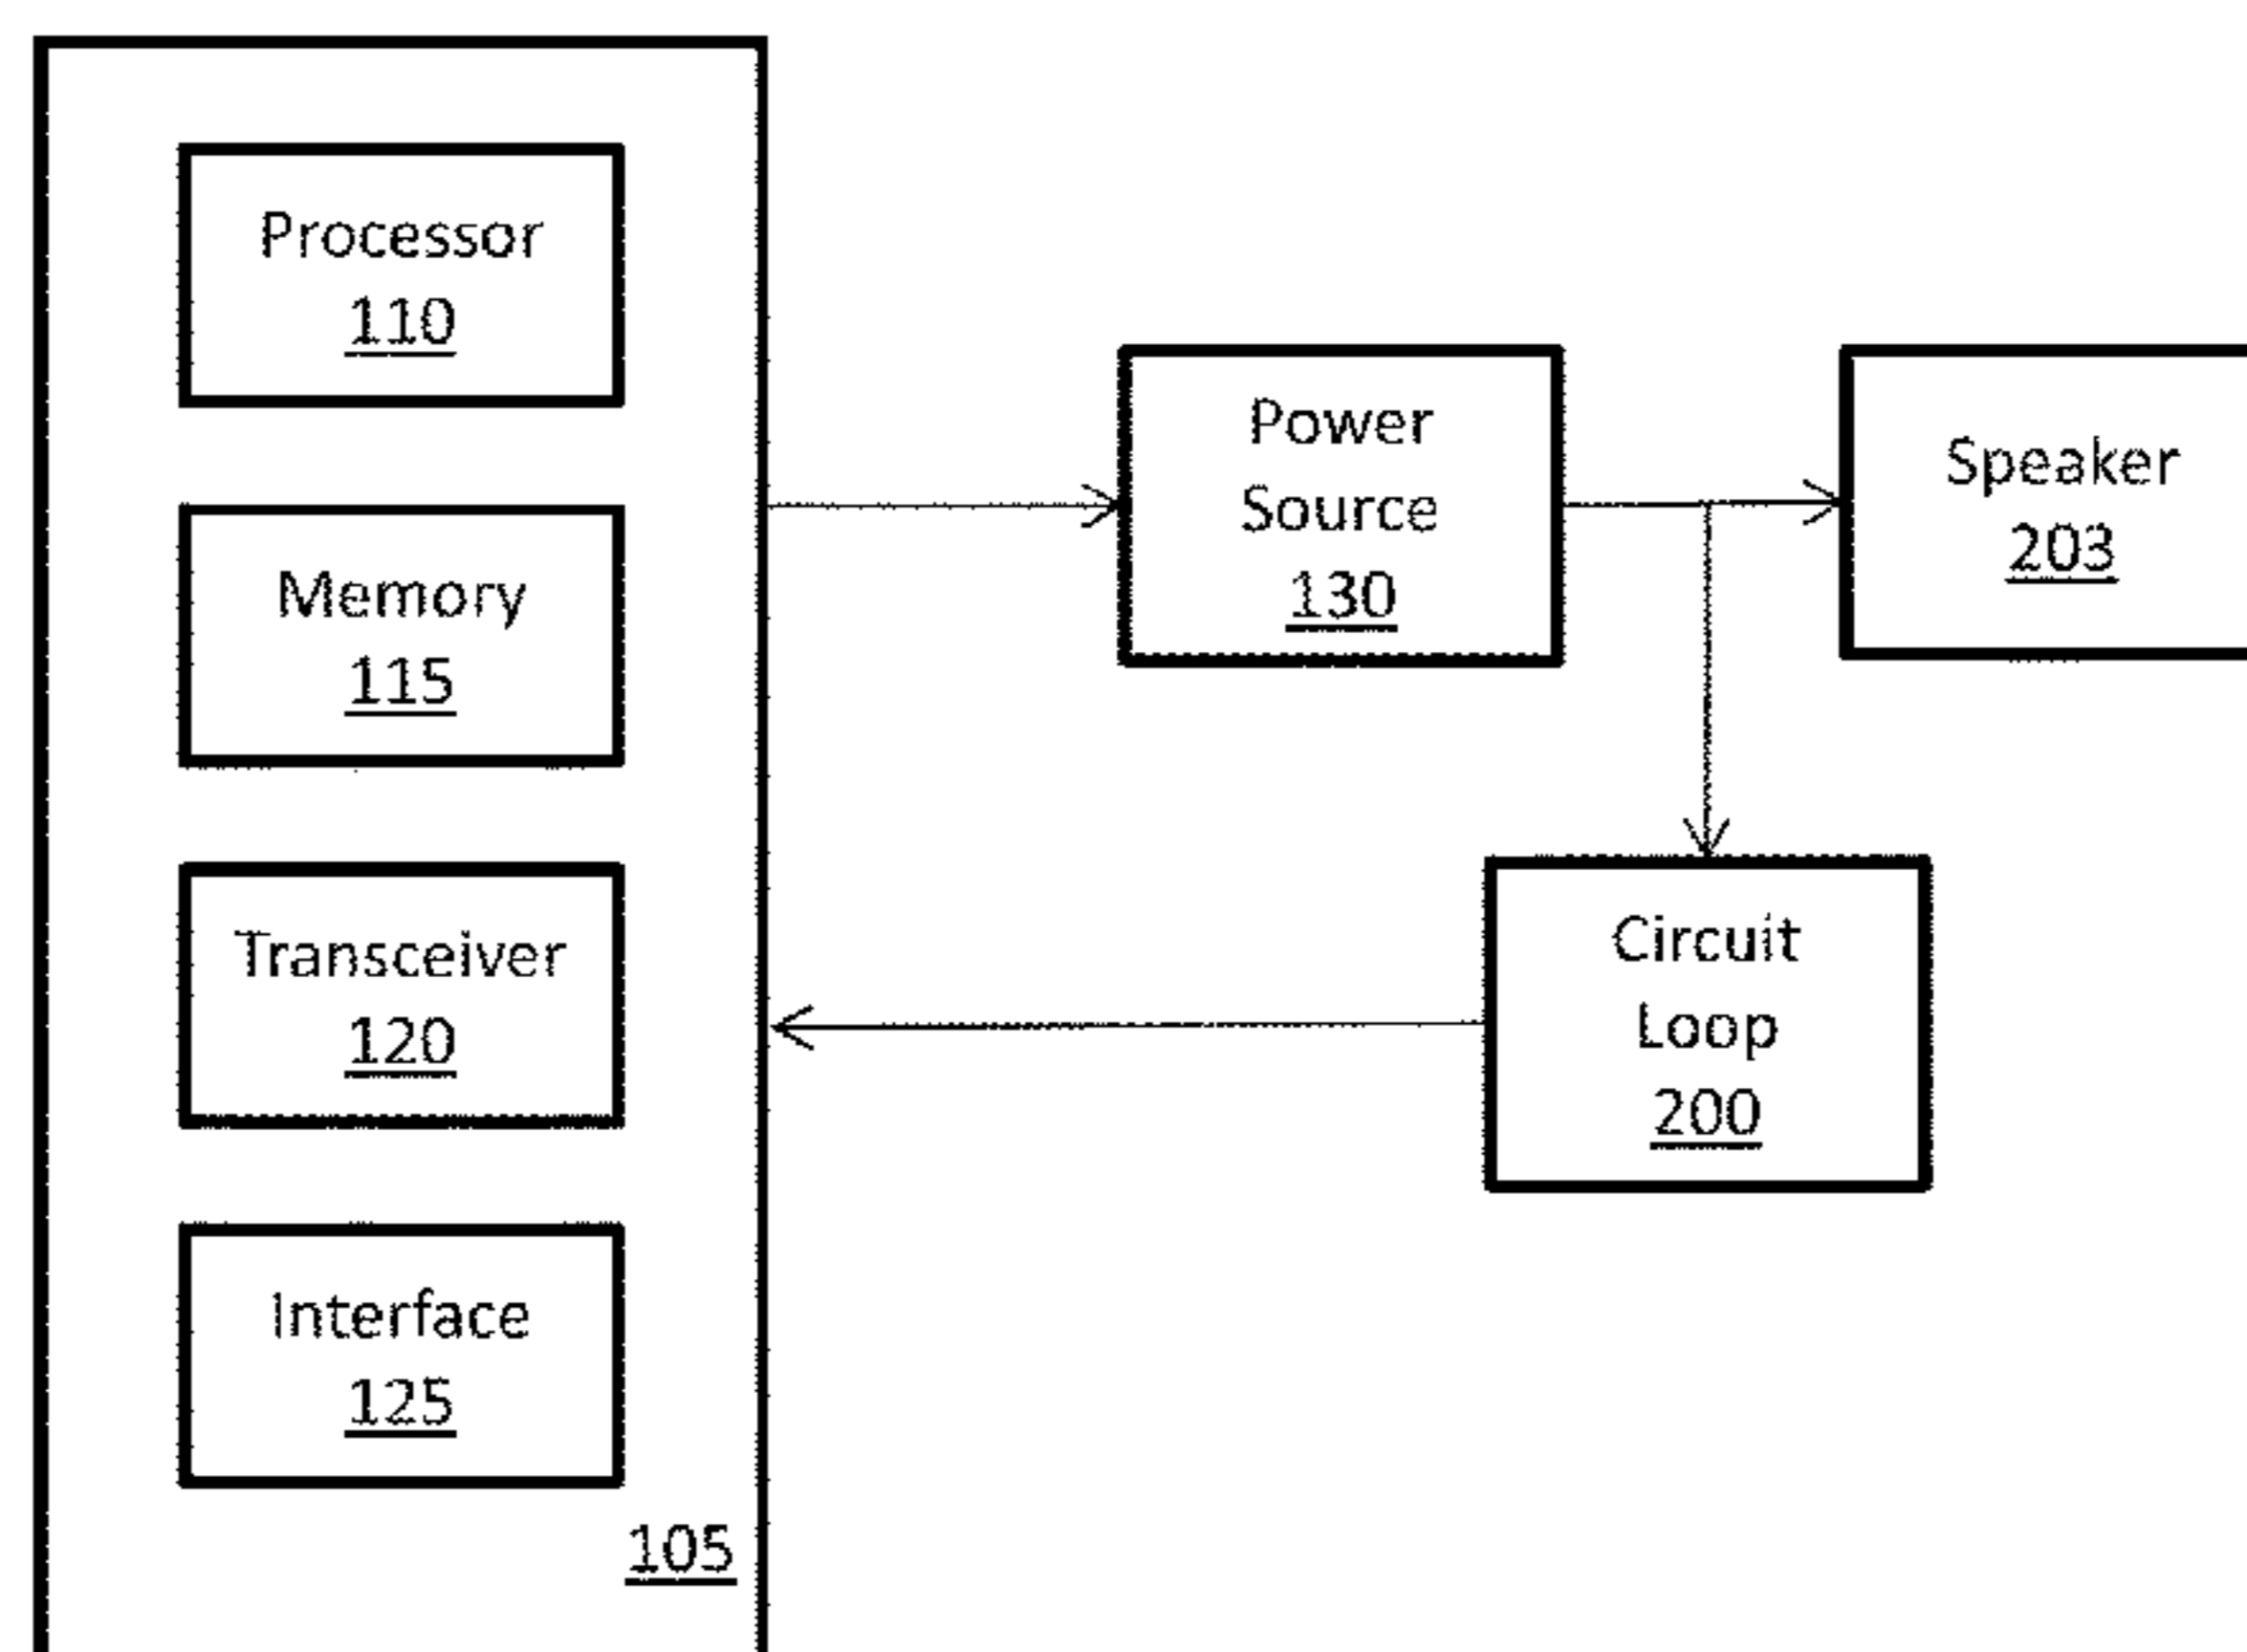 Processor
110
Memory
115
Transceiver
120
Interface
125
105
Power
Source
130
Speaker
203
Circuit
Loop
200